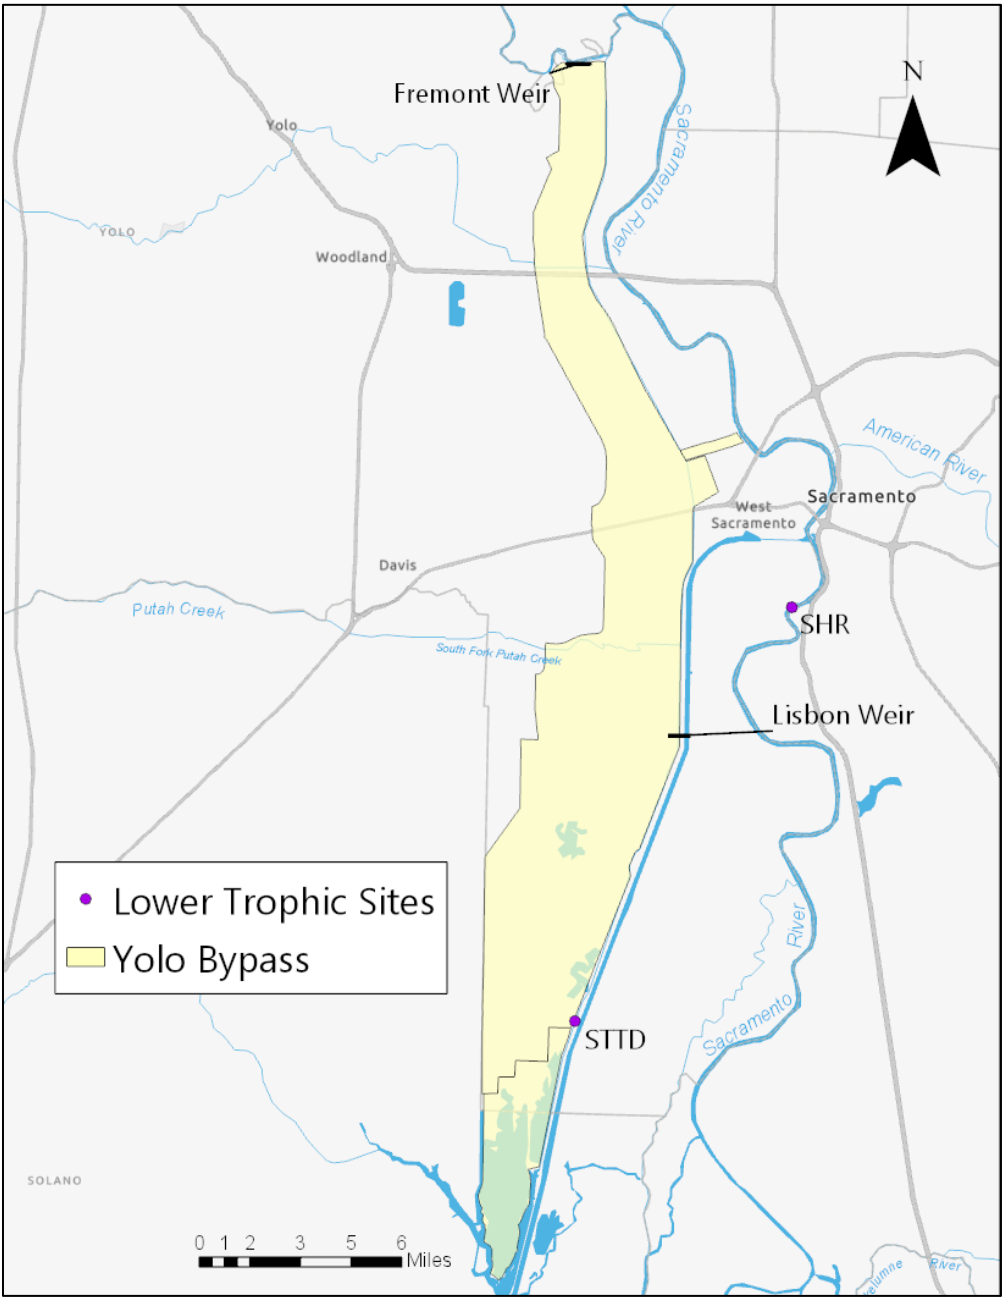 N
Fremont Weir
Sacramento River
Yolo
YOLO
Woodland
American River
Sacramento
West
Sacramento
Davis
Putah Creek
SHR
South Fork Putah Creek
Lisbon Weir
Lower Trophic Sites
Yolo Bypass
River
Sacramento
STTD
SOLANO
0 1 2 3 5 6
Miles
elumne River